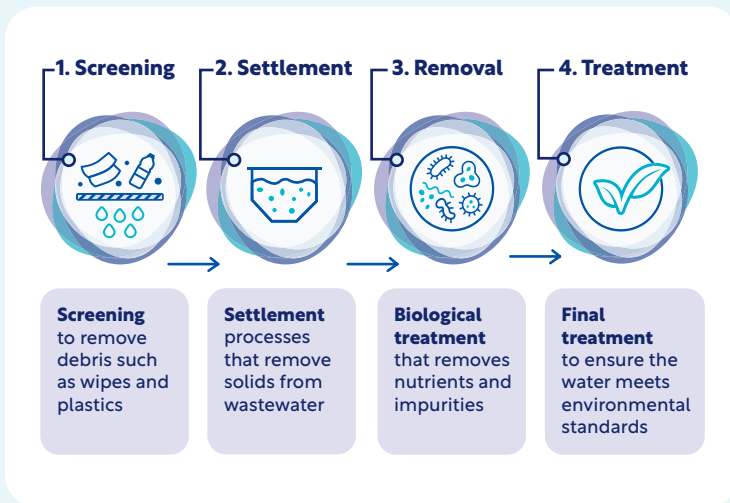 1. Screening
2. Settlement
3. Removal
4. Treatment
Screening
to remove
debris such
as wipes and
plastics
Settlement
processes
that remove
solids from
wastewater
Biological
treatment
that removes
nutrients and
impurities
Final
treatment
to ensure the
water meets
environmental
standards